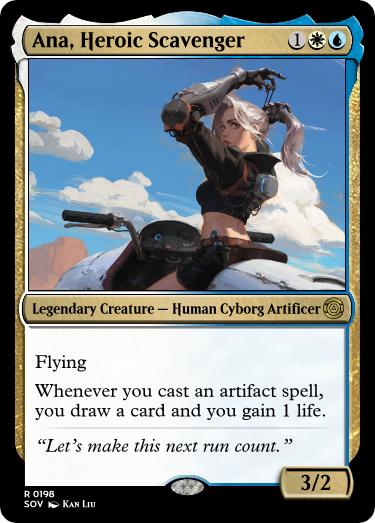 Ana, Heroic Scavenger 1
Legendary Creature — Human Cyborg Artificer
Flying
Whenever you cast an artifact spell,
you draw a card and you gain 1 life.
“Let’s make this next run count.”
3/2
R 0198
SOV Kan Liu